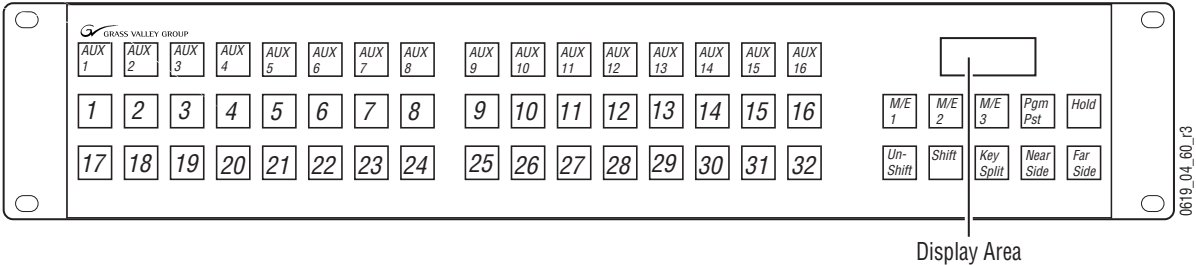 GV GRASS VALLEY GROUP
AUX 1 AUX 2 AUX 3 AUX 4 AUX 5 AUX 6 AUX 7 AUX 8 AUX 9 AUX 10 AUX 11 AUX 12 AUX 13 AUX 14 AUX 15 AUX 16
1 2 3 4 5 6 7 8 9 10 11 12 13 14 15 16 M/E 1 M/E 2 M/E 3 Pgm Pst Hold
17 18 19 20 21 22 23 24 25 26 27 28 29 30 31 32 Un-Shift Shift Key Split Near Side Far Side
0619_04_60_r3
Display Area